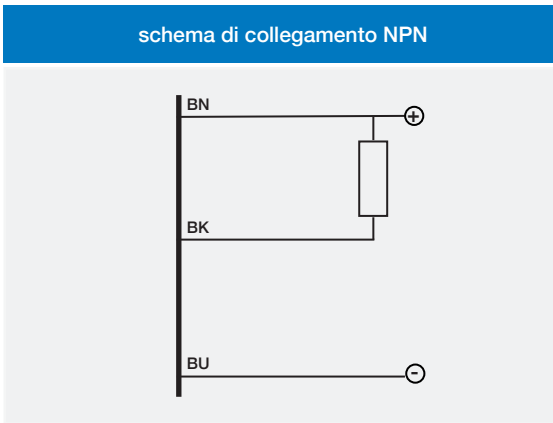 schema di collegamento NPN
BN
+
BK
BU
-